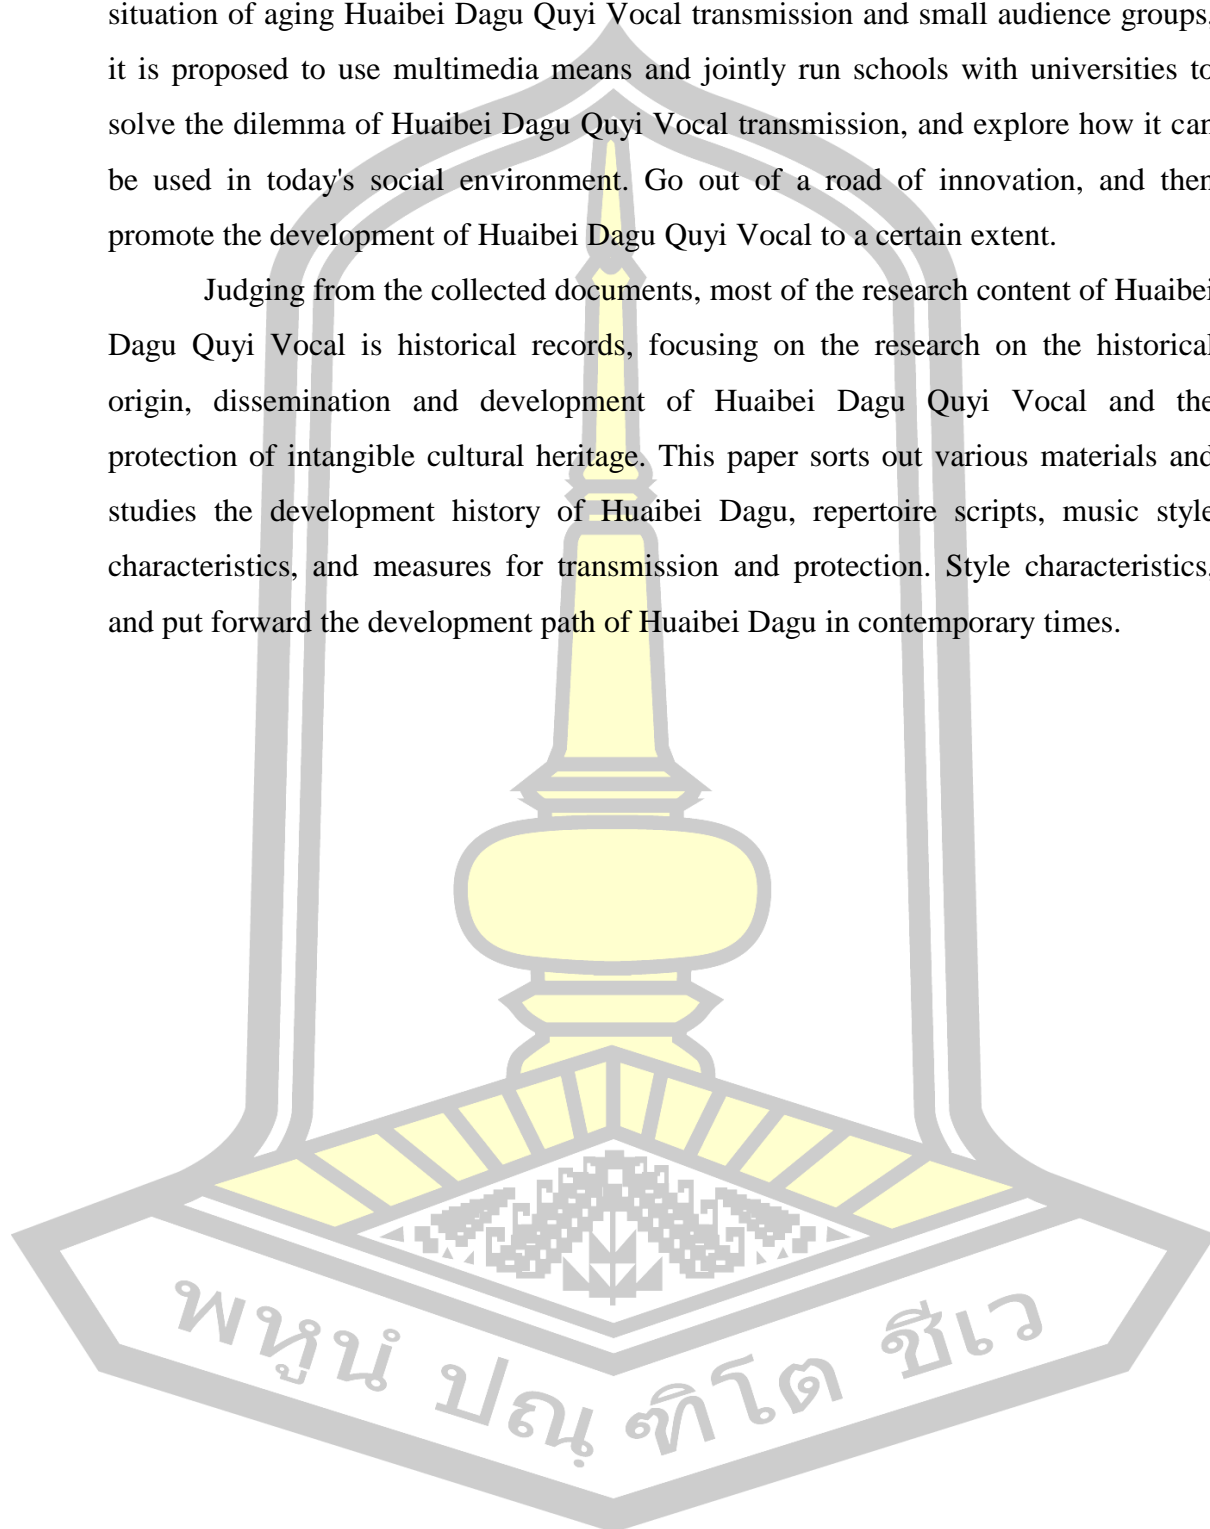 situation of aging Huaibei Dagu Quyi Vocal transmission and small audience groups,
it is proposed to use multimedia means and jointly run schools with universities to
solve the dilemma of Huaibei Dagu Quyi Vocal transmission, and explore how it can
be used in today's social environment. Go out of a road of innovation, and then
promote the development of Huaibei Dagu Quyi Vocal to a certain extent.
Judging from the collected documents, most of the research content of Huaibei
Dagu Quyi Vocal is historical records, focusing on the research on the historical
origin, dissemination and development of Huaibei Dagu Quyi Vocal and the
protection of intangible cultural heritage. This paper sorts out various materials and
studies the development history of Huaibei Dagu, repertoire scripts, music style
characteristics, and measures for transmission and protection. Style characteristics,
and put forward the development path of Huaibei Dagu in contemporary times.
พหูนํ ปณฺ ฑิโต ชีเว